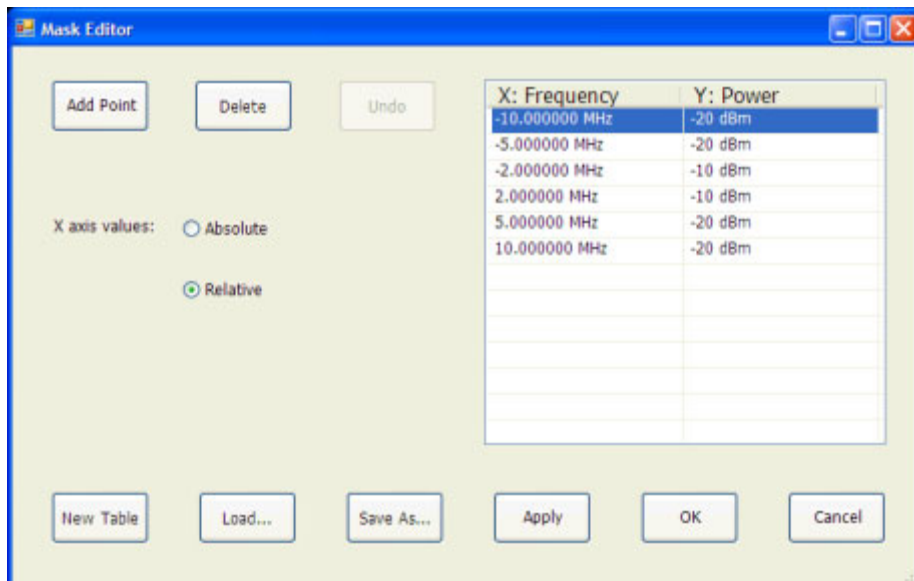 Mask Editor
Add Point
Delete
Undo
X: Frequency Y: Power
-10.000000 MHz -20 dBm
-5.000000 MHz -20 dBm
-2.000000 MHz -10 dBm
2.000000 MHz -10 dBm
5.000000 MHz -20 dBm
10.000000 MHz -20 dBm
X axis values:
Absolute
Relative
New Table
Load...
Save As...
Apply
OK
Cancel